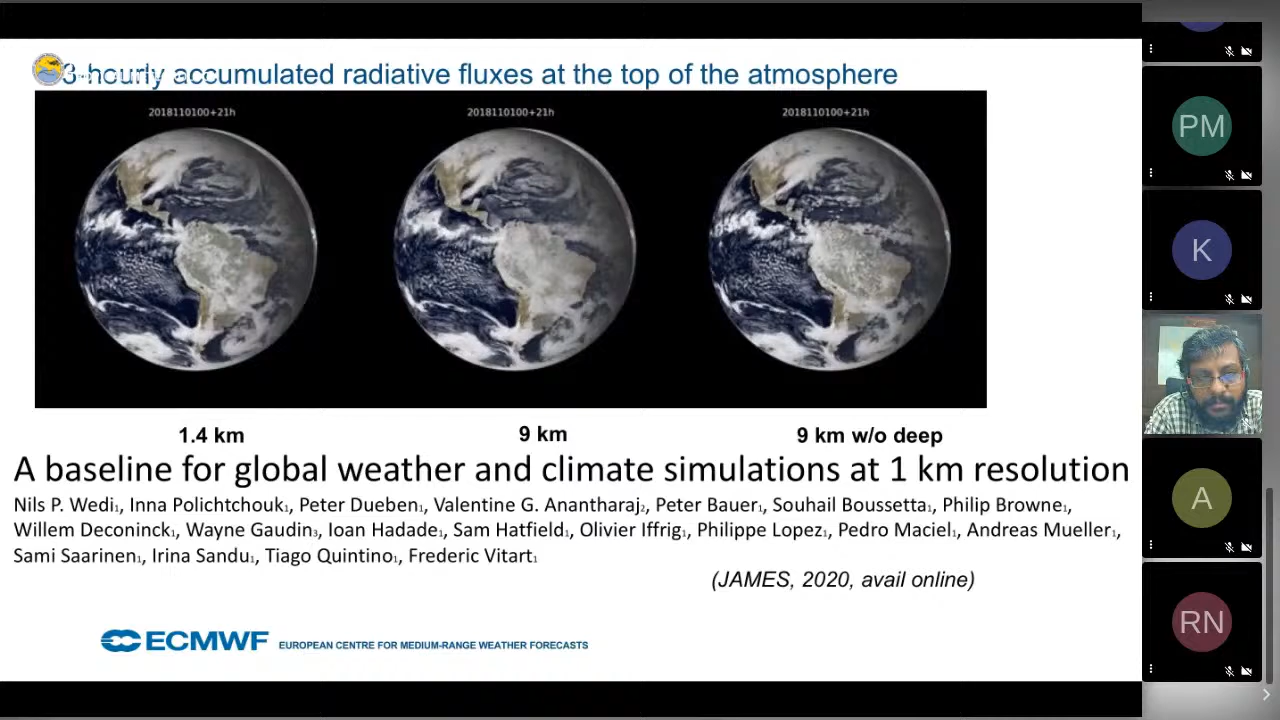 3-hourly accumulated radiative fluxes at the top of the atmosphere
2018110100+21h
2018110100+21h
2018110100+21h
1.4 km
9 km
9 km w/o deep
A baseline for global weather and climate simulations at 1 km resolution
Nils P. Wedi1, Inna Polichtchouk1, Peter Dueben1, Valentine G. Anantharaj2, Peter Bauer1, Souhail Boussetta1, Philip Browne1,
Willem Deconinck1, Wayne Gaudin3, Ioan Hadade1, Sam Hatfield1, Olivier Iffrig1, Philippe Lopez1, Pedro Maciel1, Andreas Mueller1,
Sami Saarinen1, Irina Sandu1, Tiago Quintino1, Frederic Vitart1
(JAMES, 2020, avail online)
ECMWF EUROPEAN CENTRE FOR MEDIUM-RANGE WEATHER FORECASTS
PM
K
A
RN